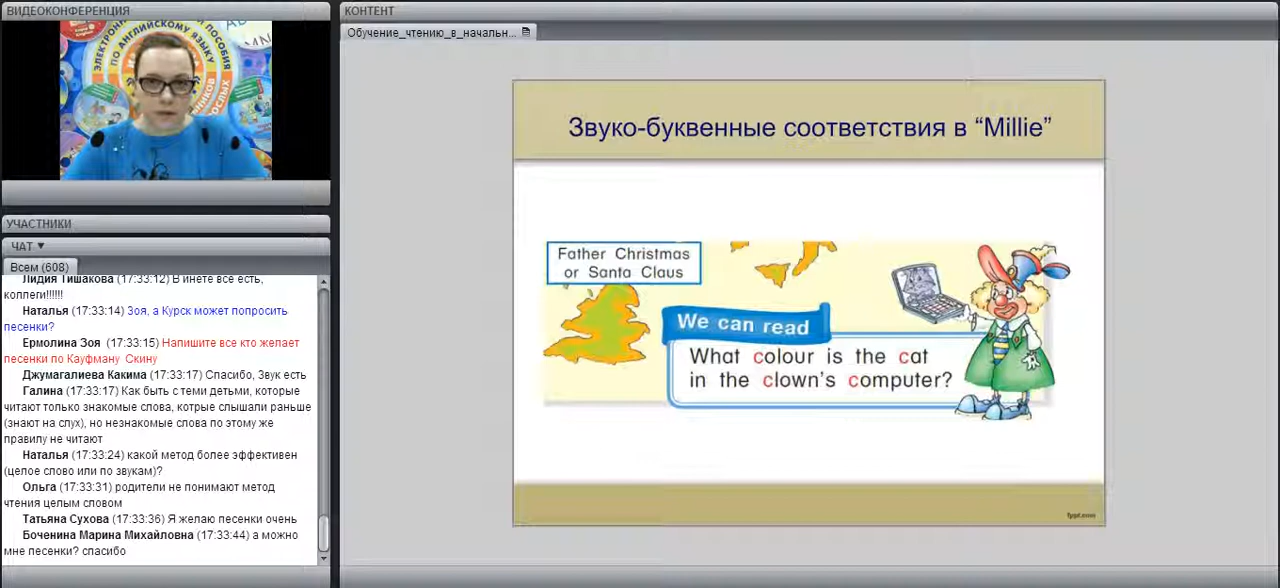 ВИДЕОКОНФЕРЕНЦИЯ
ЭЛЕКТРОН
ПОСОБИЯ
ПО АНГЛИЙСКОМУ ЯЗЫКУ
УЧАСТНИКИ
ЧАТ ▼
Всем (608)
Лидия Тишакова (17:33:12) В инете все есть,
коллеги!!!!!!
Наталья (17:33:14) Зоя, а Курск может попросить
песенки?
Ермолина Зоя (17:33:15) Напишите все кто желает
песенки по Кауфману Скину
Джумагалиева Какима (17:33:17) Спасибо, Звук есть
Галина (17:33:17) Как быть с теми детьми, которые
читают только знакомые слова, котрые слышали раньше
(знают на слух), но незнакомые слова по этому же
правилу не читают
Наталья (17:33:24) какой метод более эффективен
(целое слово или по звукам)?
Ольга (17:33:31) родители не понимают метод
чтения целым словом
Татьяна Сухова (17:33:36) Я желаю песенки очень
Боченина Марина Михайловна (17:33:44) а можно
мне песенки? спасибо
КОНТЕНТ
Обучение_чтению_в_начальн...
Звуко-буквенные соответствия в “Millie”
Father Christmas
or Santa Claus
We can read
What colour is the cat
in the clown's computer?
fppt.com